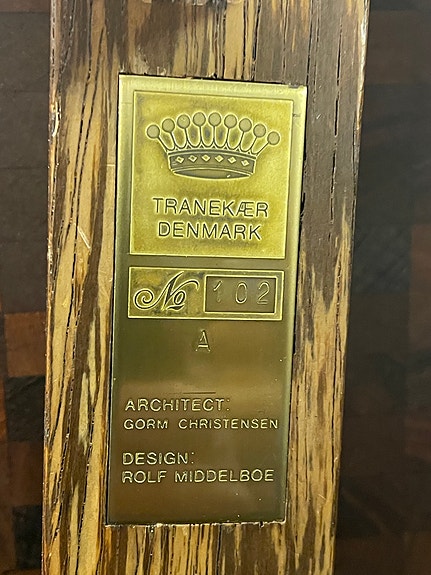 TRANEKÆR
DENMARK
No 102
A
ARCHITECT:
GORM CHRISTENSEN
DESIGN:
ROLF MIDDELBOE